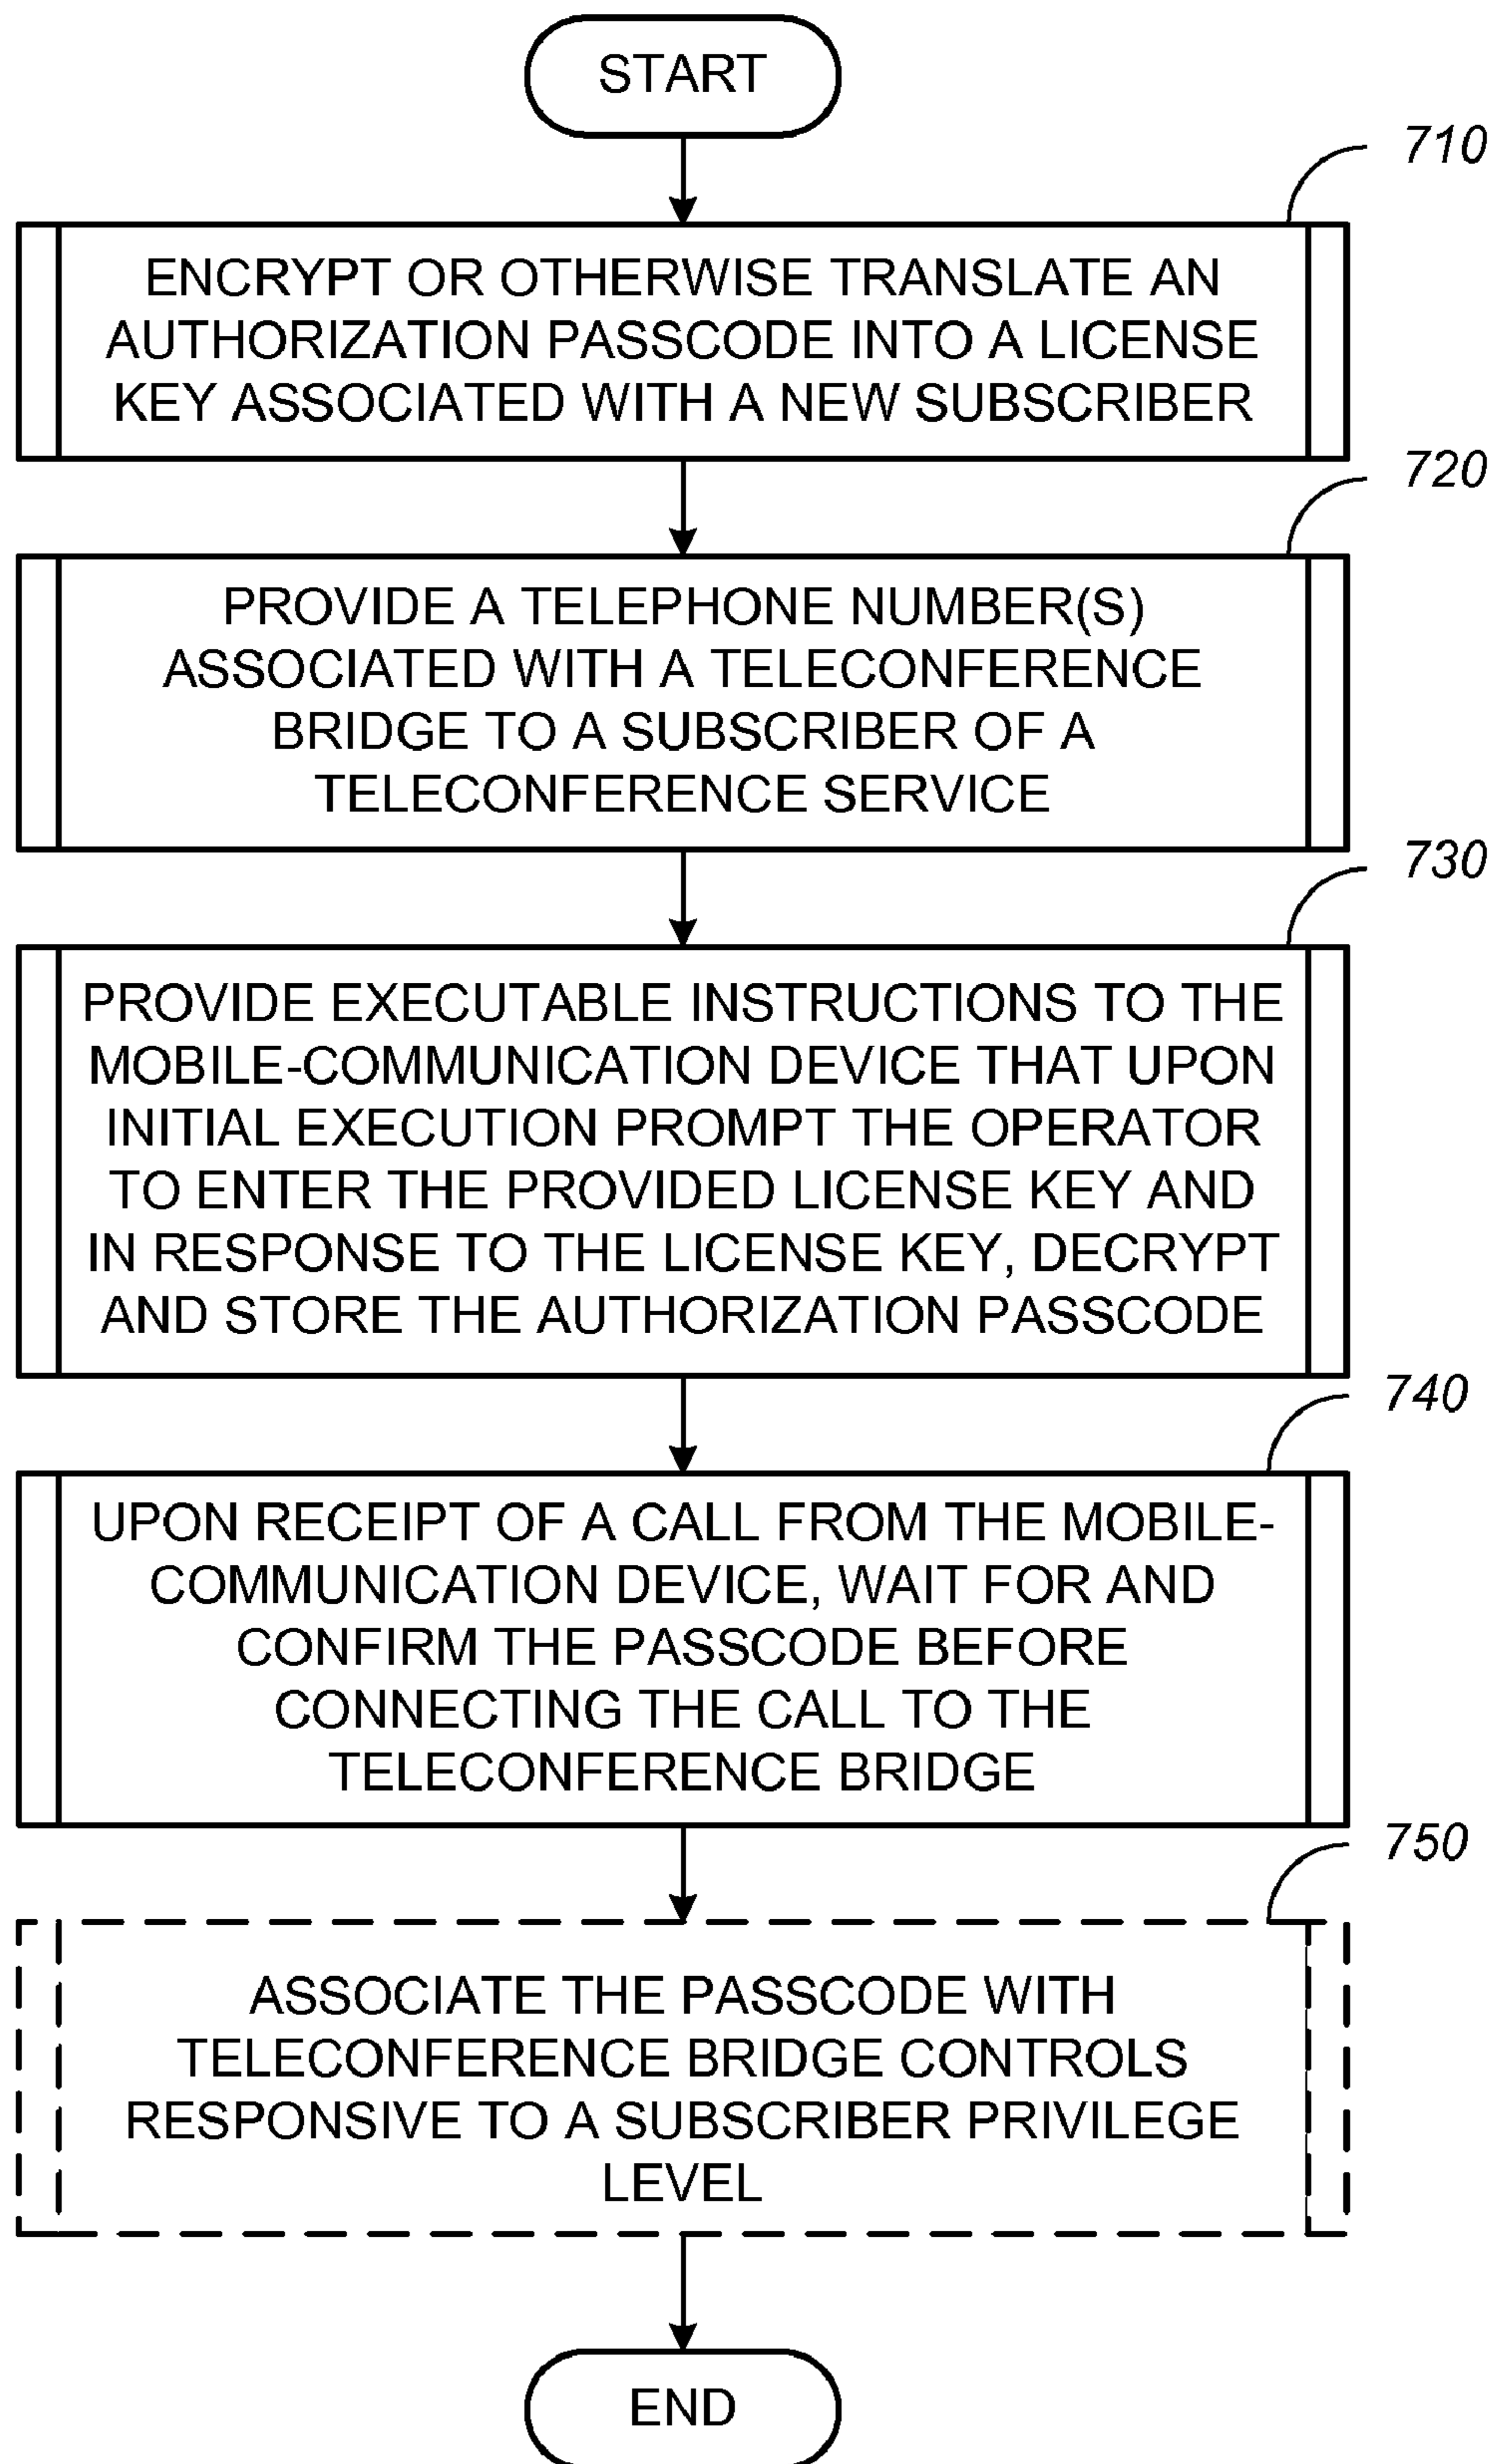 START
710
ENCRYPT OR OTHERWISE TRANSLATE AN
AUTHORIZATION PASSCODE INTO A LICENSE
KEY ASSOCIATED WITH A NEW SUBSCRIBER
720
PROVIDE A TELEPHONE NUMBER(S)
ASSOCIATED WITH A TELECONFERENCE
BRIDGE TO A SUBSCRIBER OF A
TELECONFERENCE SERVICE
730
PROVIDE EXECUTABLE INSTRUCTIONS TO THE
MOBILE-COMMUNICATION DEVICE THAT UPON
INITIAL EXECUTION PROMPT THE OPERATOR
TO ENTER THE PROVIDED LICENSE KEY AND
IN RESPONSE TO THE LICENSE KEY, DECRYPT
AND STORE THE AUTHORIZATION PASSCODE
740
UPON RECEIPT OF A CALL FROM THE MOBILE-
COMMUNICATION DEVICE, WAIT FOR AND
CONFIRM THE PASSCODE BEFORE
CONNECTING THE CALL TO THE
TELECONFERENCE BRIDGE
750
ASSOCIATE THE PASSCODE WITH
TELECONFERENCE BRIDGE CONTROLS
RESPONSIVE TO A SUBSCRIBER PRIVILEGE
LEVEL
END